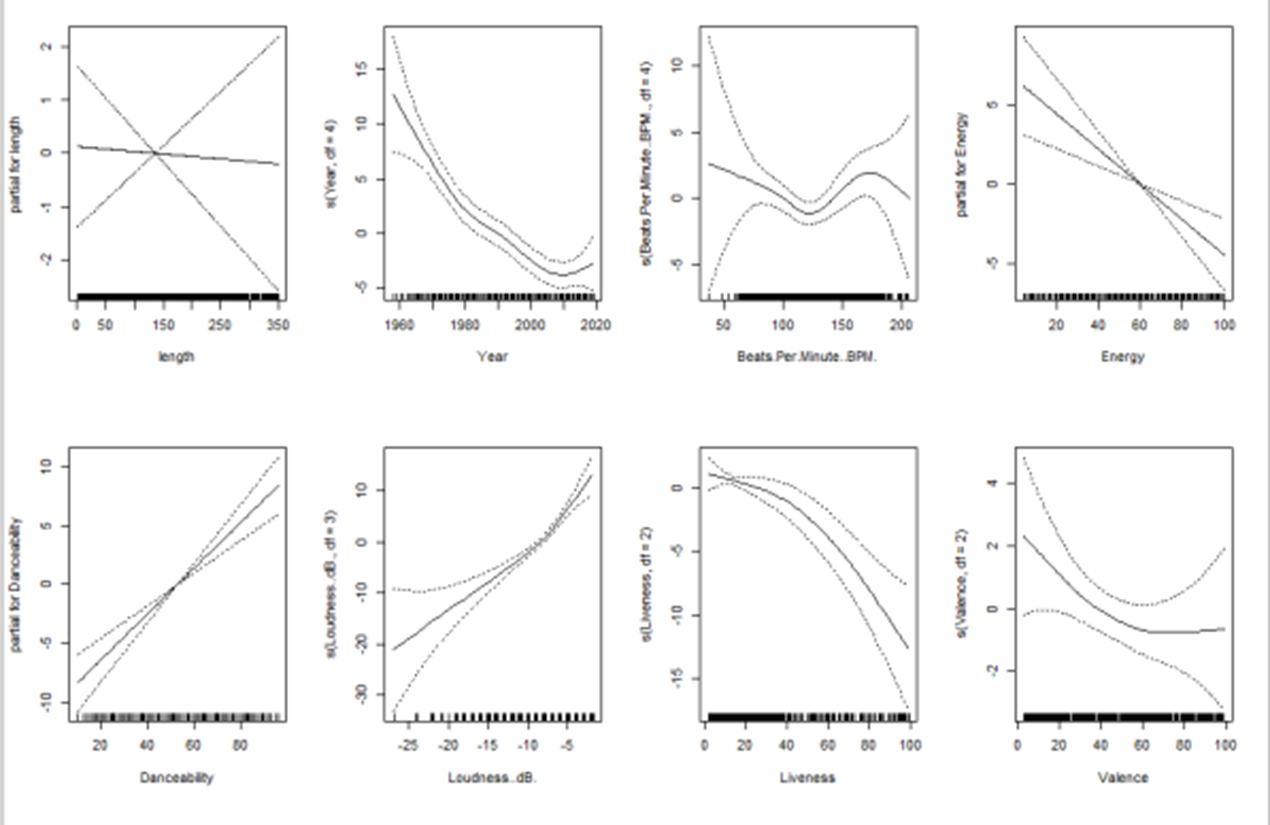 partial for length
2
1
0
-1
-2
0 50 150 250 350
length
s(Year, df = 4)
15
10
5
0
-5
1960 1980 2000 2020
Year
s(Beats.Per.Minute..BPM., df = 4)
10
5
0
-5
50 100 150 200
Beats.Per.Minute..BPM.
partial for Energy
5
0
-5
20 40 60 80 100
Energy
partial for Danceability
10
5
0
-5
-10
20 40 60 80
Danceability
s(Loudness..dB., df = 3)
10
0
-10
-20
-30
-25 -20 -15 -10 -5
Loudness..dB.
s(Liveness, df = 2)
0
-5
-10
-15
0 20 40 60 80 100
Liveness
s(Valence, df = 2)
4
2
0
-2
0 20 40 60 80 100
Valence